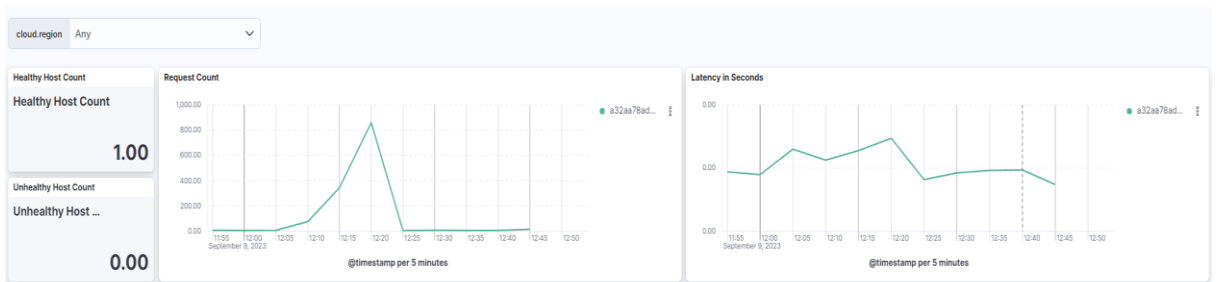 cloud.region Any
Healthy Host Count
Healthy Host Count
1.00
Unhealthy Host Count
Unhealthy Host ...
0.00
Request Count
1,000.00
800.00
600.00
400.00
200.00
0.00
11:55 12:00 12:05 12:10 12:15 12:20 12:25 12:30 12:35 12:40 12:45 12:50
September 9, 2023
@timestamp per 5 minutes
a32aa78ad...
Latency in Seconds
0.00
0.00
0.00
11:55 12:00 12:05 12:10 12:15 12:20 12:25 12:30 12:35 12:40 12:45 12:50
September 9, 2023
@timestamp per 5 minutes
a32aa78ad...